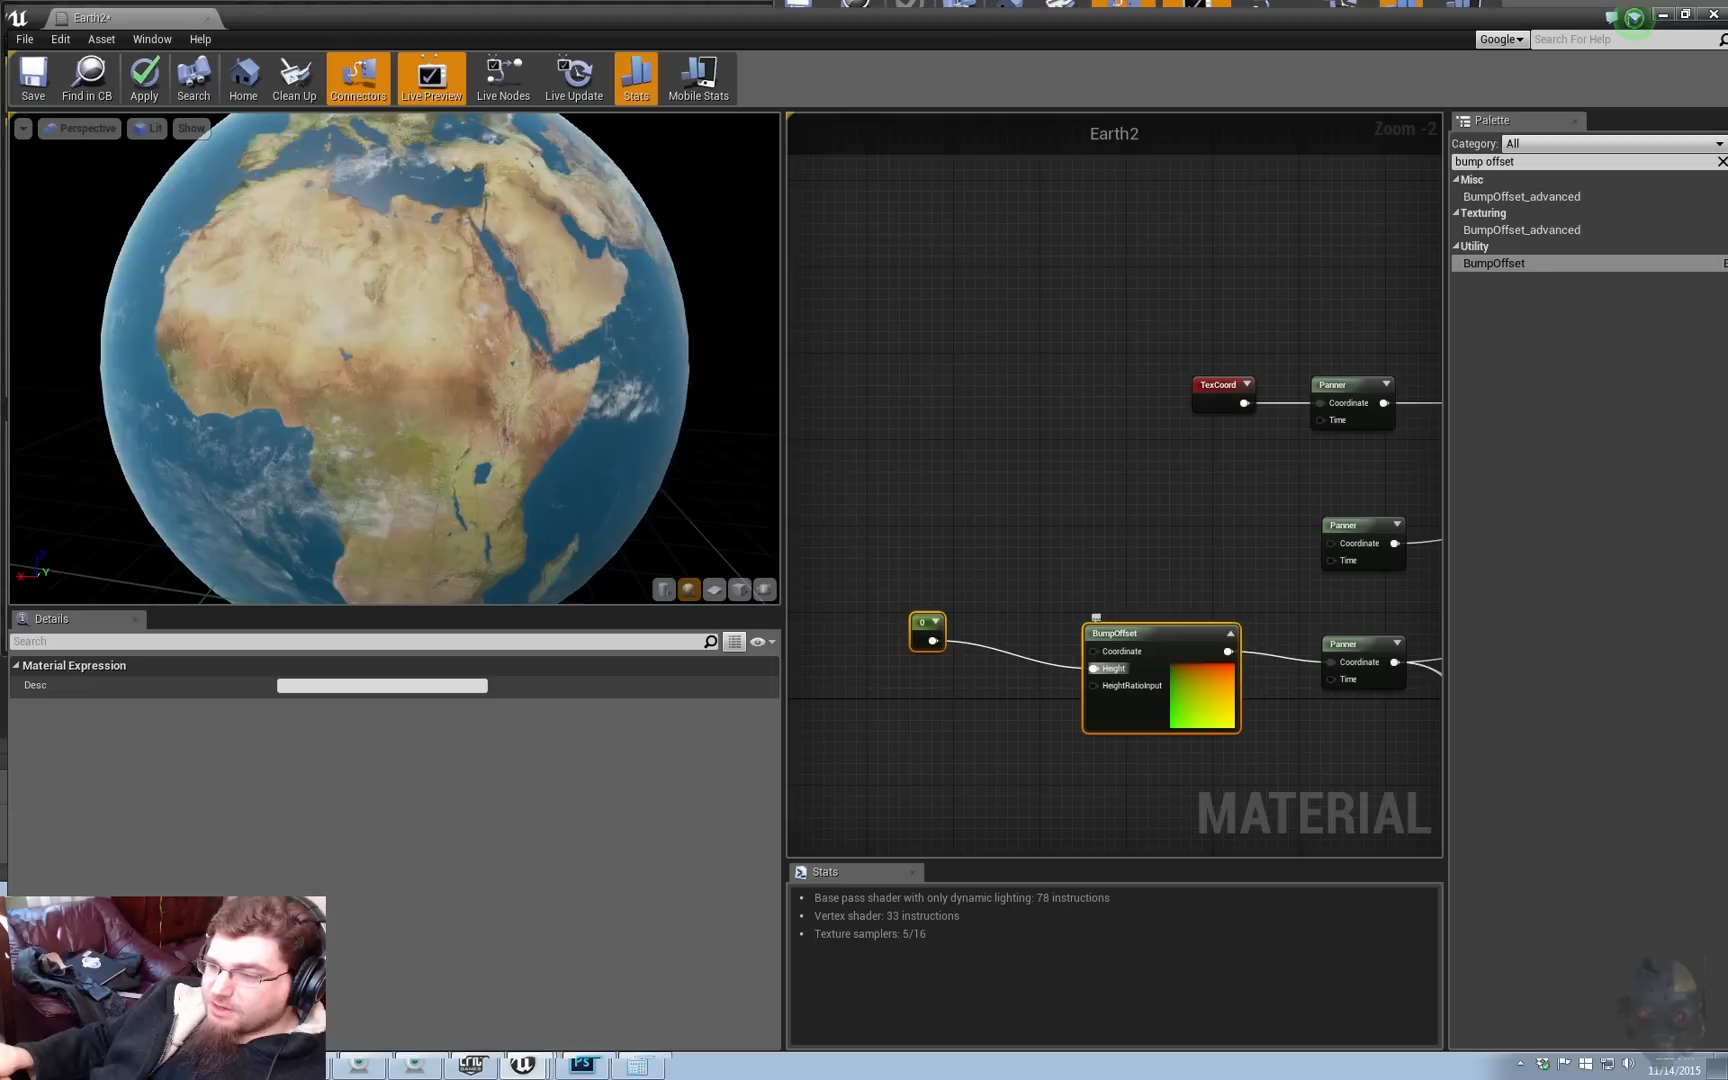 Earth2*
File Edit Asset Window Help
Google Search For Help
Save Find in CB Apply Search Home Clean Up Connectors Live Preview Live Nodes Live Update Stats Mobile Stats
Perspective Lit Show
Earth2
Zoom -2
Palette
Category: All
bump offset
Misc
BumpOffset_advanced
Texturing
BumpOffset_advanced
Utility
BumpOffset
TexCoord
Panner
Coordinate
Time
Panner
Coordinate
Time
0
BumpOffset
Coordinate
Height
HeightRatioInput
Panner
Coordinate
Time
MATERIAL
Details
Search
Material Expression
Desc
Stats
Base pass shader with only dynamic lighting: 78 instructions
Vertex shader: 33 instructions
Texture samplers: 5/16
PS
11/14/2015